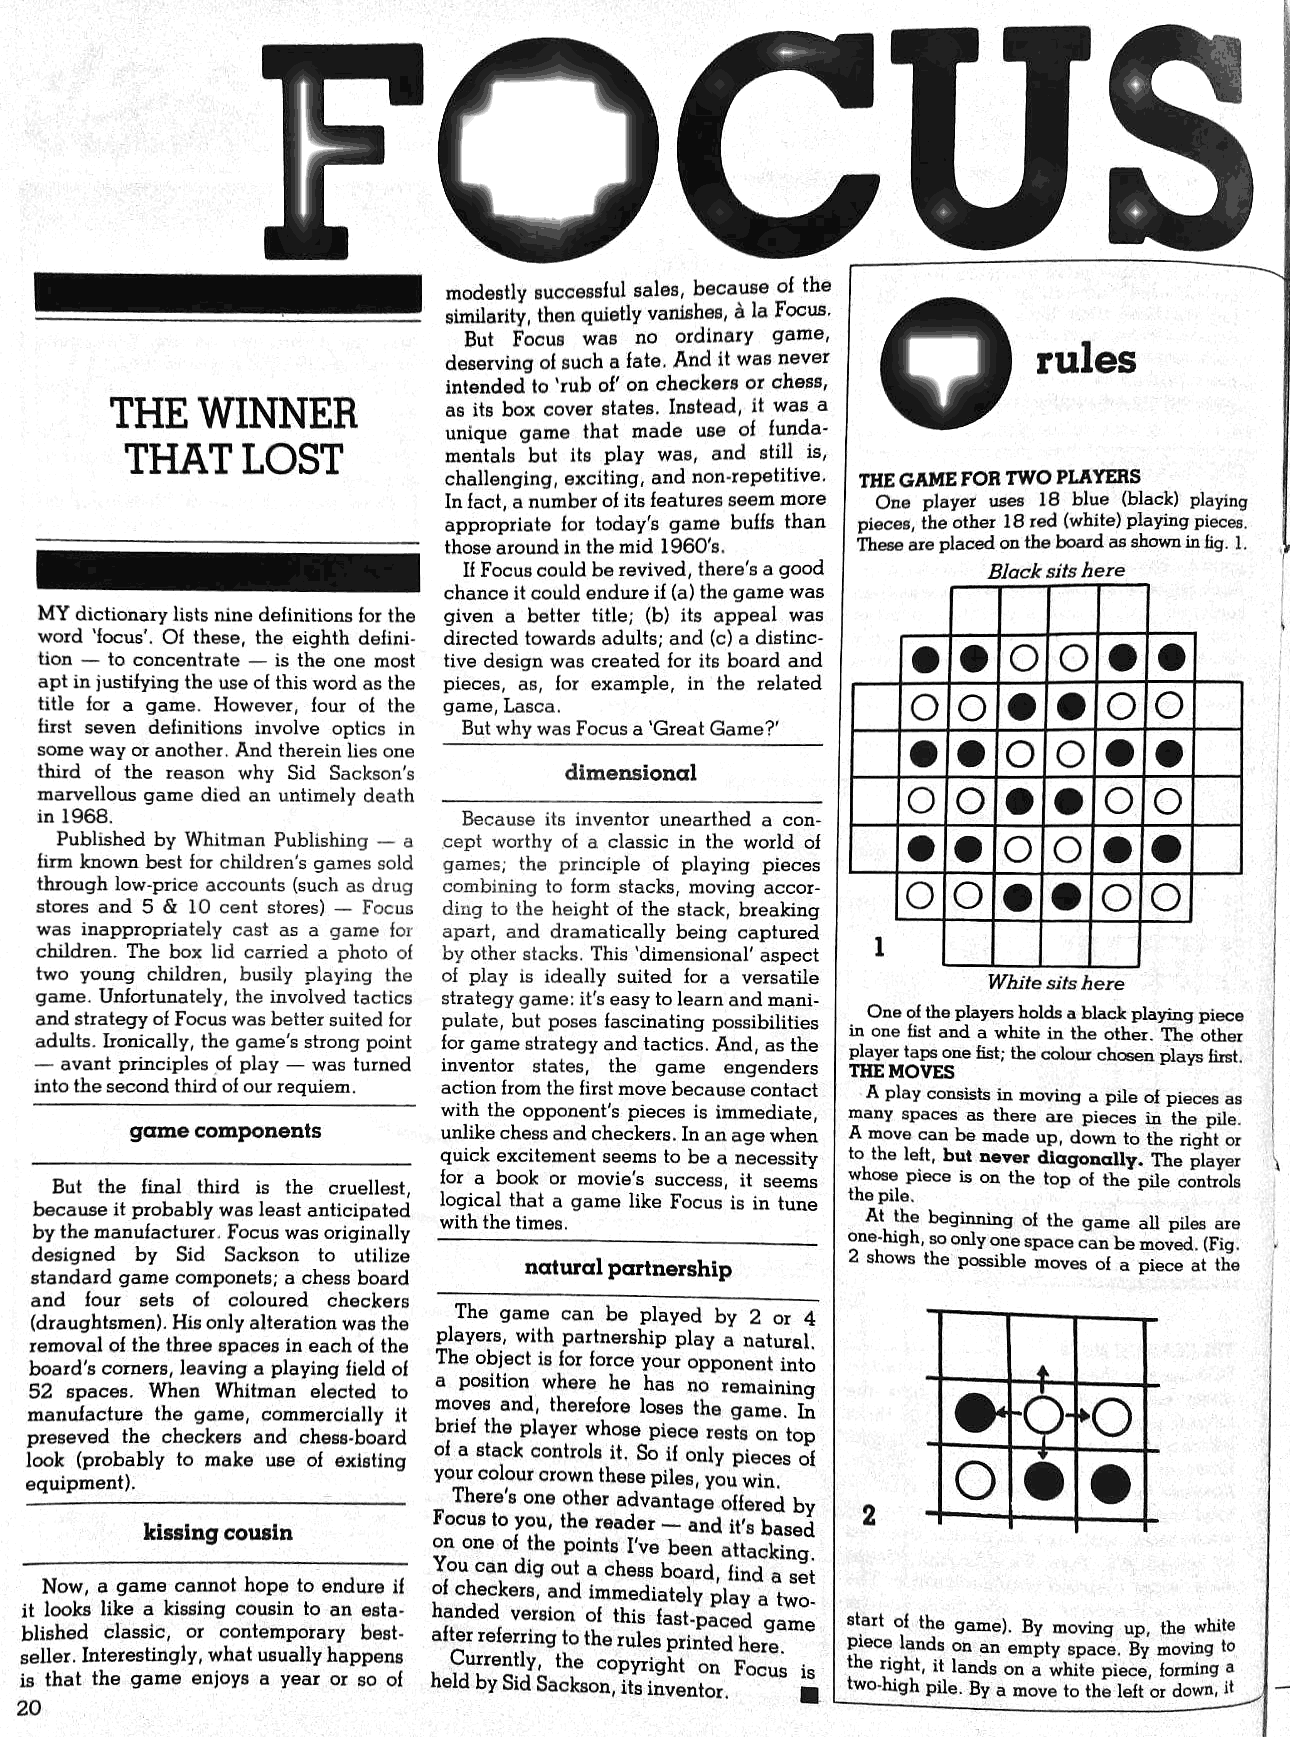 FOCUS
THE WINNER
THAT LOST
MY dictionary lists nine definitions for the
word 'focus'. Of these, the eighth defini-
tion — to concentrate — is the one most
apt in justifying the use of this word as the
title for a game. However, four of the
first seven definitions involve optics in
some way or another. And therein lies one
third of the reason why Sid Sackson's
marvellous game died an untimely death
in 1968.
Published by Whitman Publishing — a
firm known best for children's games sold
through low-price accounts (such as drug
stores and 5 & 10 cent stores) — Focus
was inappropriately cast as a game for
children. The box lid carried a photo of
two young children, busily playing the
game. Unfortunately, the involved tactics
and strategy of Focus was better suited for
adults. Ironically, the game's strong point
— avant principles of play — was turned
into the second third of our requiem.
game components
But the final third is the cruellest,
because it probably was least anticipated
by the manufacturer. Focus was originally
designed by Sid Sackson to utilize
standard game componets; a chess board
and four sets of coloured checkers
(draughtsmen). His only alteration was the
removal of the three spaces in each of the
board's corners, leaving a playing field of
52 spaces. When Whitman elected to
manufacture the game, commercially it
preseved the checkers and chess-board
look (probably to make use of existing
equipment).
kissing cousin
Now, a game cannot hope to endure if
it looks like a kissing cousin to an esta-
blished classic, or contemporary best-
seller. Interestingly, what usually happens
is that the game enjoys a year or so of
20
modestly successful sales, because of the
similarity, then quietly vanishes, à la Focus.
But Focus was no ordinary game,
deserving of such a fate. And it was never
intended to 'rub of' on checkers or chess,
as its box cover states. Instead, it was a
unique game that made use of funda-
mentals but its play was, and still is,
challenging, exciting, and non-repetitive.
In fact, a number of its features seem more
appropriate for today's game buffs than
those around in the mid 1960's.
If Focus could be revived, there's a good
chance it could endure if (a) the game was
given a better title; (b) its appeal was
directed towards adults; and (c) a distinc-
tive design was created for its board and
pieces, as, for example, in the related
game, Lasca.
But why was Focus a 'Great Game?'
dimensional
Because its inventor unearthed a con-
cept worthy of a classic in the world of
games; the principle of playing pieces
combining to form stacks, moving accor-
ding to the height of the stack, breaking
apart, and dramatically being captured
by other stacks. This 'dimensional' aspect
of play is ideally suited for a versatile
strategy game: it's easy to learn and mani-
pulate, but poses fascinating possibilities
for game strategy and tactics. And, as the
inventor states, the game engenders
action from the first move because contact
with the opponent's pieces is immediate,
unlike chess and checkers. In an age when
quick excitement seems to be a necessity
for a book or movie's success, it seems
logical that a game like Focus is in tune
with the times.
natural partnership
The game can be played by 2 or 4
players, with partnership play a natural.
The object is for force your opponent into
a position where he has no remaining
moves and, therefore loses the game. In
brief the player whose piece rests on top
of a stack controls it. So if only pieces of
your colour crown these piles, you win.
There's one other advantage offered by
Focus to you, the reader — and it's based
on one of the points I've been attacking.
You can dig out a chess board, find a set
of checkers, and immediately play a two-
handed version of this fast-paced game
after referring to the rules printed here.
Currently, the copyright on Focus is
held by Sid Sackson, its inventor.
rules
THE GAME FOR TWO PLAYERS
One player uses 18 blue (black) playing
pieces, the other 18 red (white) playing pieces.
These are placed on the board as shown in fig. 1.
Black sits here
1
White sits here
One of the players holds a black playing piece
in one fist and a white in the other. The other
player taps one fist; the colour chosen plays first.
THE MOVES
A play consists in moving a pile of pieces as
many spaces as there are pieces in the pile.
A move can be made up, down to the right or
to the left, but never diagonally. The player
whose piece is on the top of the pile controls
the pile.
At the beginning of the game all piles are
one-high, so only one space can be moved. (Fig.
2 shows the possible moves of a piece at the
2
start of the game). By moving up, the white
piece lands on an empty space. By moving to
the right, it lands on a white piece, forming a
two-high pile. By a move to the left or down, it